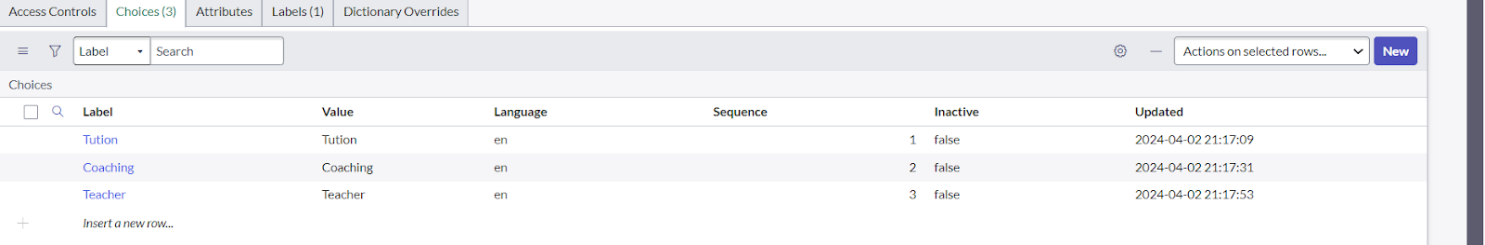 Access Controls Choices (3) Attributes Labels (1) Dictionary Overrides
Label Search Actions on selected rows... New
Choices
Label Value Language Sequence Inactive Updated
Tution Tution en 1 false 2024-04-02 21:17:09
Coaching Coaching en 2 false 2024-04-02 21:17:31
Teacher Teacher en 3 false 2024-04-02 21:17:53
Insert a new row...